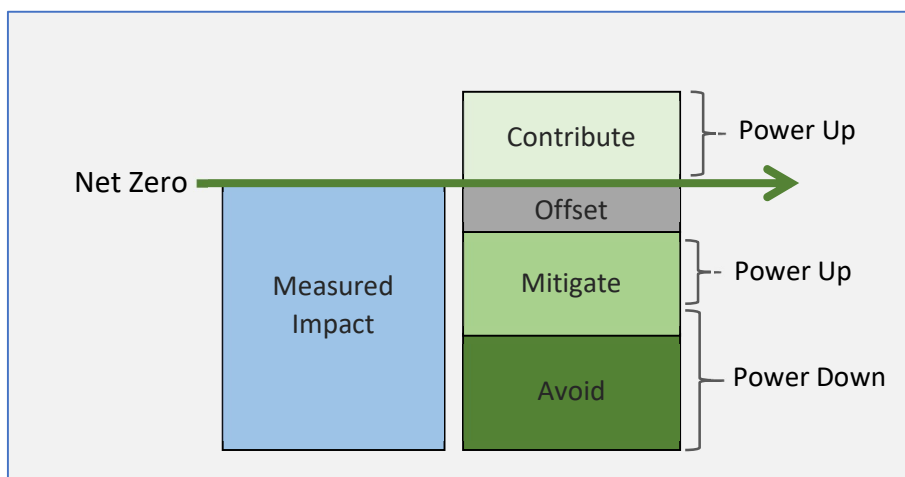 Contribute
Power Up
Net Zero
Offset
Measured
Impact
Mitigate
Power Up
Avoid
Power Down